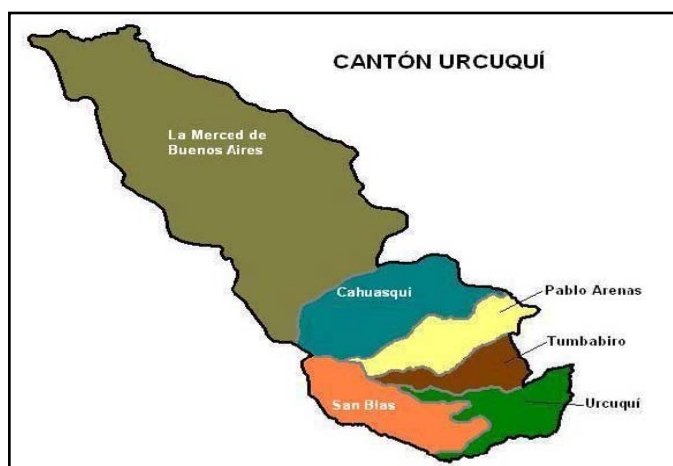 CANTÓN URCUQUÍ
La Merced de
Buenos Aires
Cahuasqui
Pablo Arenas
Tumbabiro
San Blas
Urcuquí